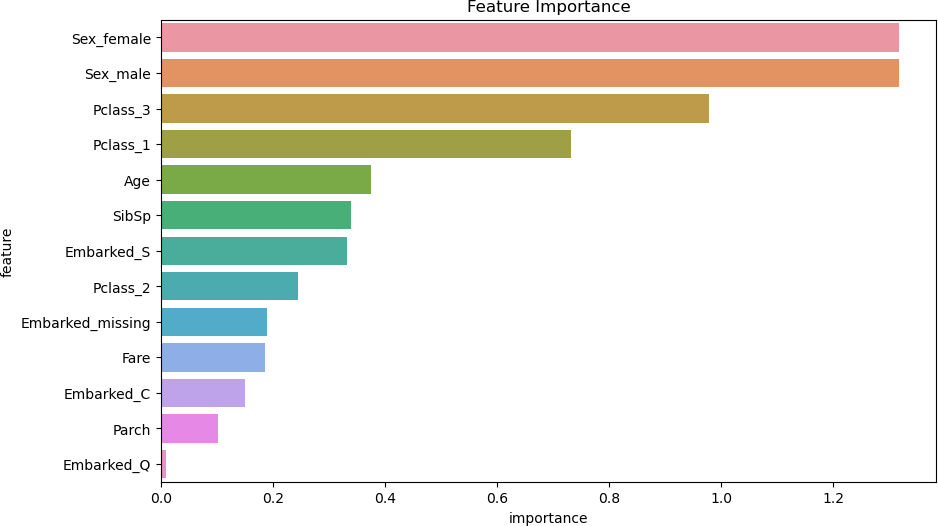 Feature Importance
Sex_female
Sex_male
Pclass_3
Pclass_1
Age
SibSp
Embarked_S
Pclass_2
Embarked_missing
Fare
Embarked_C
Parch
Embarked_Q
feature
0.0 0.2 0.4 0.6 0.8 1.0 1.2
importance